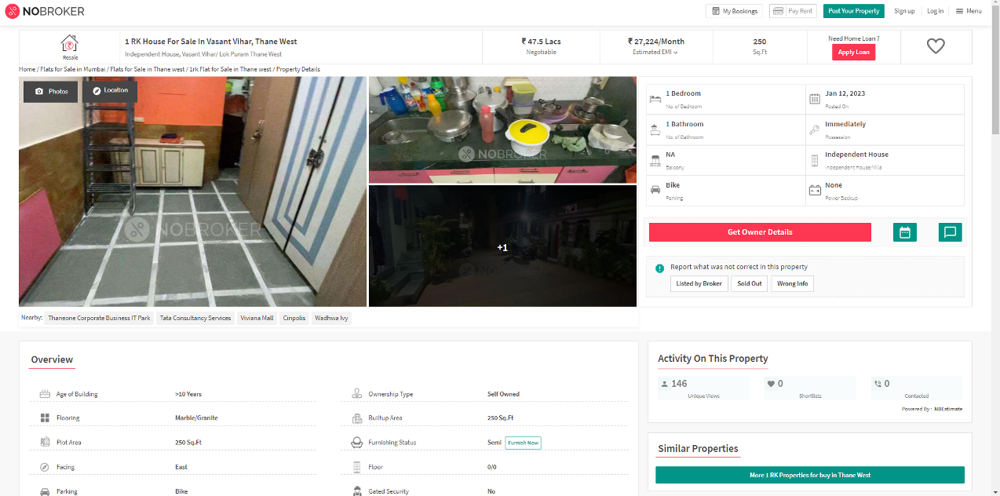 NOBROKER
My Bookings
Pay Rent
Post Your Property
Sign up
Log in
Menu
Resale
1 RK House For Sale In Vasant Vihar, Thane West
Independent House, Vasant Vihar/ Lok Puram Thane West
₹ 47.5 Lacs
Negotiable
₹ 27,224/Month
Estimated EMI
250
Sq.Ft
Need Home Loan ?
Apply Loan
Home / Flats for Sale in Mumbai / Flats for Sale in Thane west / 1rk Flat for Sale in Thane west / Property Details
Photos
Location
NOBROKER
NOBROKER
+1
1 Bedroom
No. of Bedroom
Jan 12, 2023
Posted On
1 Bathroom
No. of Bathroom
Immediately
Possession
NA
Balcony
Independent House
Independent House/Villa
Bike
Parking
None
Power Backup
Get Owner Details
Report what was not correct in this property
Listed by Broker
Sold Out
Wrong Info
Nearby: Thaneone Corporate Business IT Park Tata Consultancy Services Viviana Mall Cinpolis Wadhwa Ivy
Overview
Age of Building >10 Years
Ownership Type Self Owned
Flooring Marble/Granite
Builtup Area 250 Sq.Ft
Plot Area 250 Sq.Ft
Furnishing Status Semi Furnish Now
Facing East
Floor 0/0
Parking Bike
Gated Security No
Activity On This Property
146
Unique Views
0
Shortlists
0
Contacted
Powered By : NBEstimate
Similar Properties
More 1 RK Properties for buy in Thane West